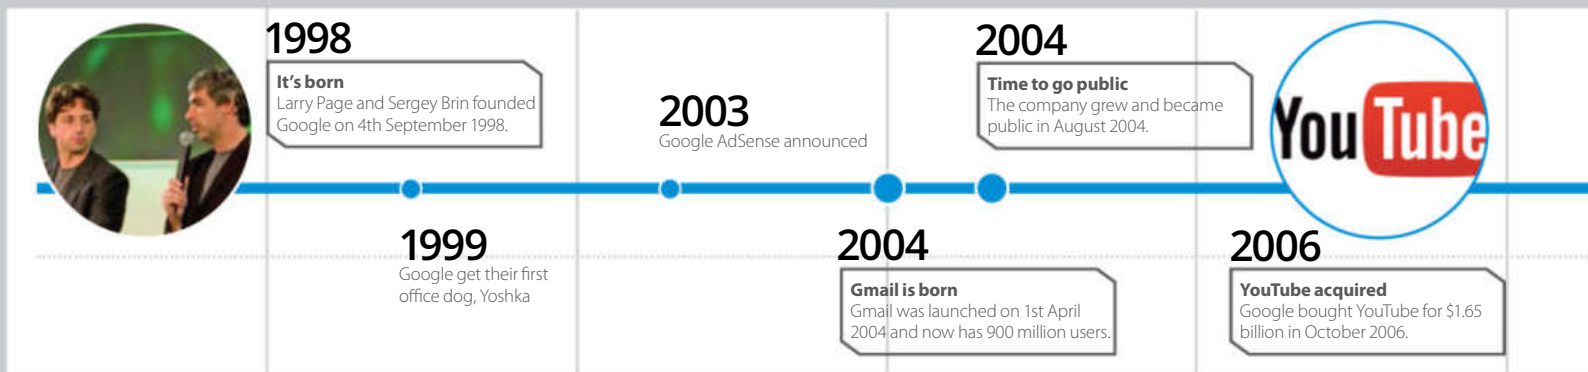 1998
It's born
Larry Page and Sergey Brin founded
Google on 4th September 1998.
1999
Google get their first
office dog, Yoshka
2003
Google AdSense announced
2004
Gmail is born
Gmail was launched on 1st April
2004 and now has 900 million users.
2004
Time to go public
The company grew and became
public in August 2004.
2006
YouTube acquired
Google bought YouTube for $1.65
billion in October 2006.
YouTube